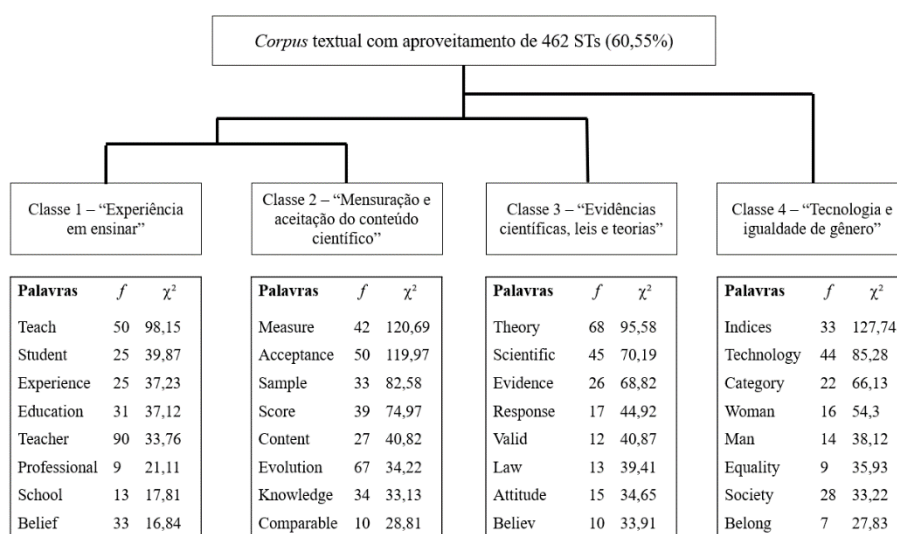 Corpus textual com aproveitamento de 462 STs (60,55%)
Classe 1 – “Experiência
em ensinar”
Classe 2 – “Mensuração e
aceitação do conteúdo
científico”
Classe 3 – “Evidências
científicas, leis e teorias”
Classe 4 – “Tecnologia e
igualdade de gênero”
Palavras f χ²
Teach 50 98,15
Student 25 39,87
Experience 25 37,23
Education 31 37,12
Teacher 90 33,76
Professional 9 21,11
School 13 17,81
Belief 33 16,84
Palavras f χ²
Measure 42 120,69
Acceptance 50 119,97
Sample 33 82,58
Score 39 74,97
Content 27 40,82
Evolution 67 34,22
Knowledge 34 33,13
Comparable 10 28,81
Palavras f χ²
Theory 68 95,58
Scientific 45 70,19
Evidence 26 68,82
Response 17 44,92
Valid 12 40,87
Law 13 39,41
Attitude 15 34,65
Believ 10 33,91
Palavras f χ²
Indices 33 127,74
Technology 44 85,28
Category 22 66,13
Woman 16 54,3
Man 14 38,12
Equality 9 35,93
Society 28 33,22
Belong 7 27,83